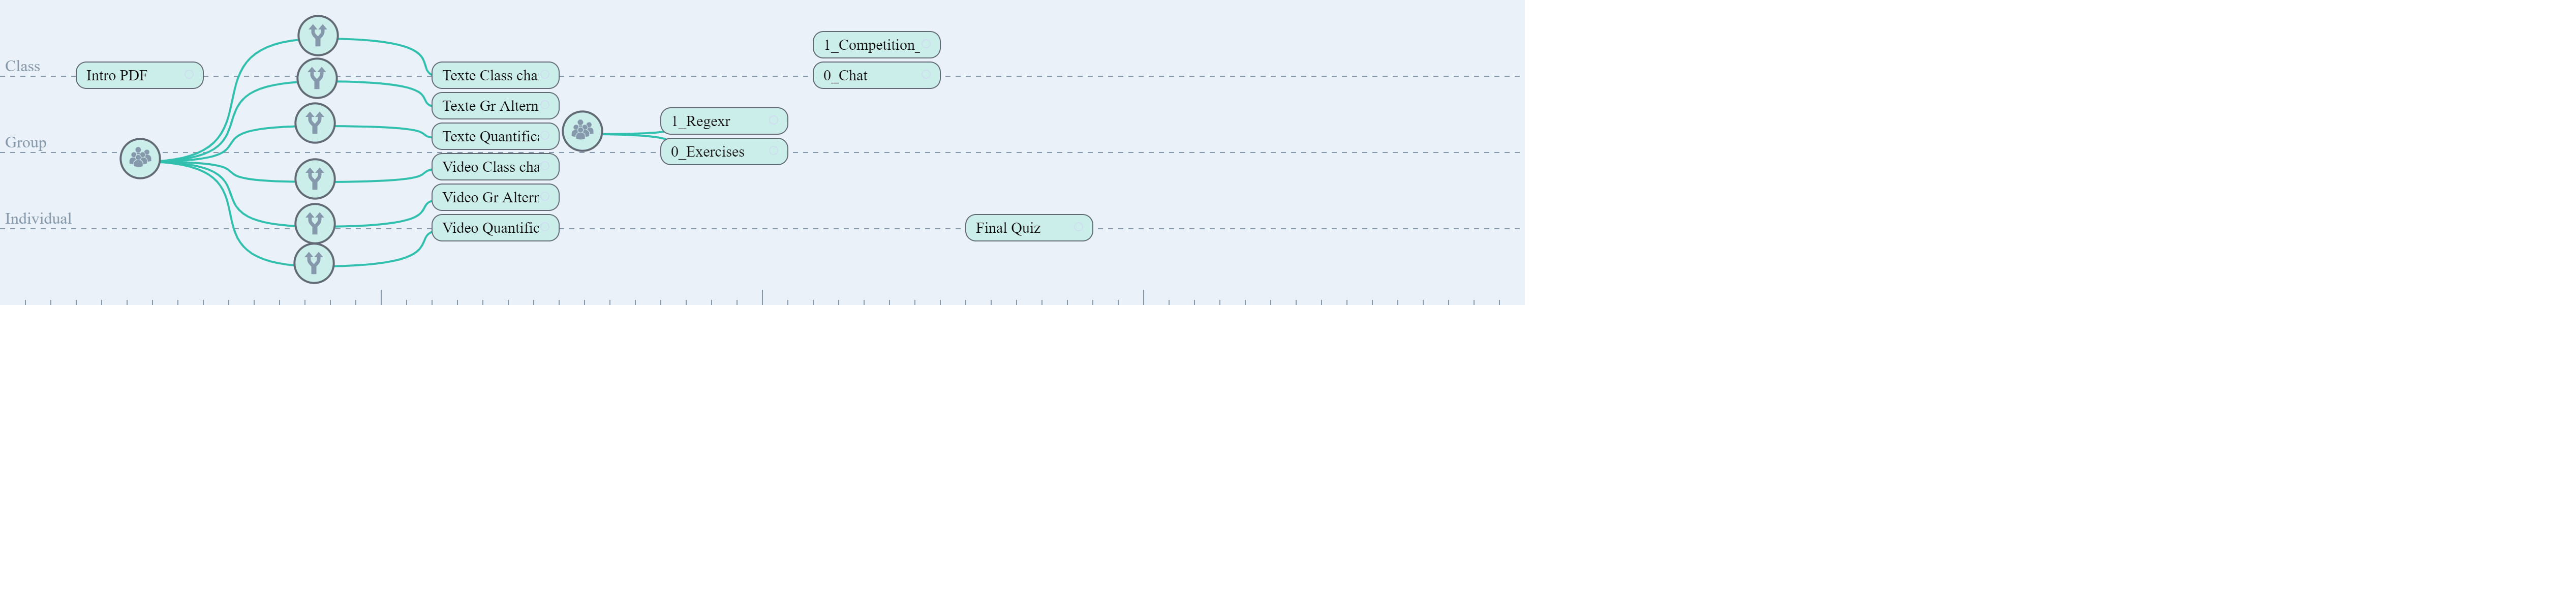 1_Competition_
Class
Intro PDF
Texte Class cha
0_Chat
Texte Gr Altern
1_Regexr
Texte Quantific
Group
0_Exercises
Video Class cha
Video Gr Altern
Individual
Video Quantific
Final Quiz